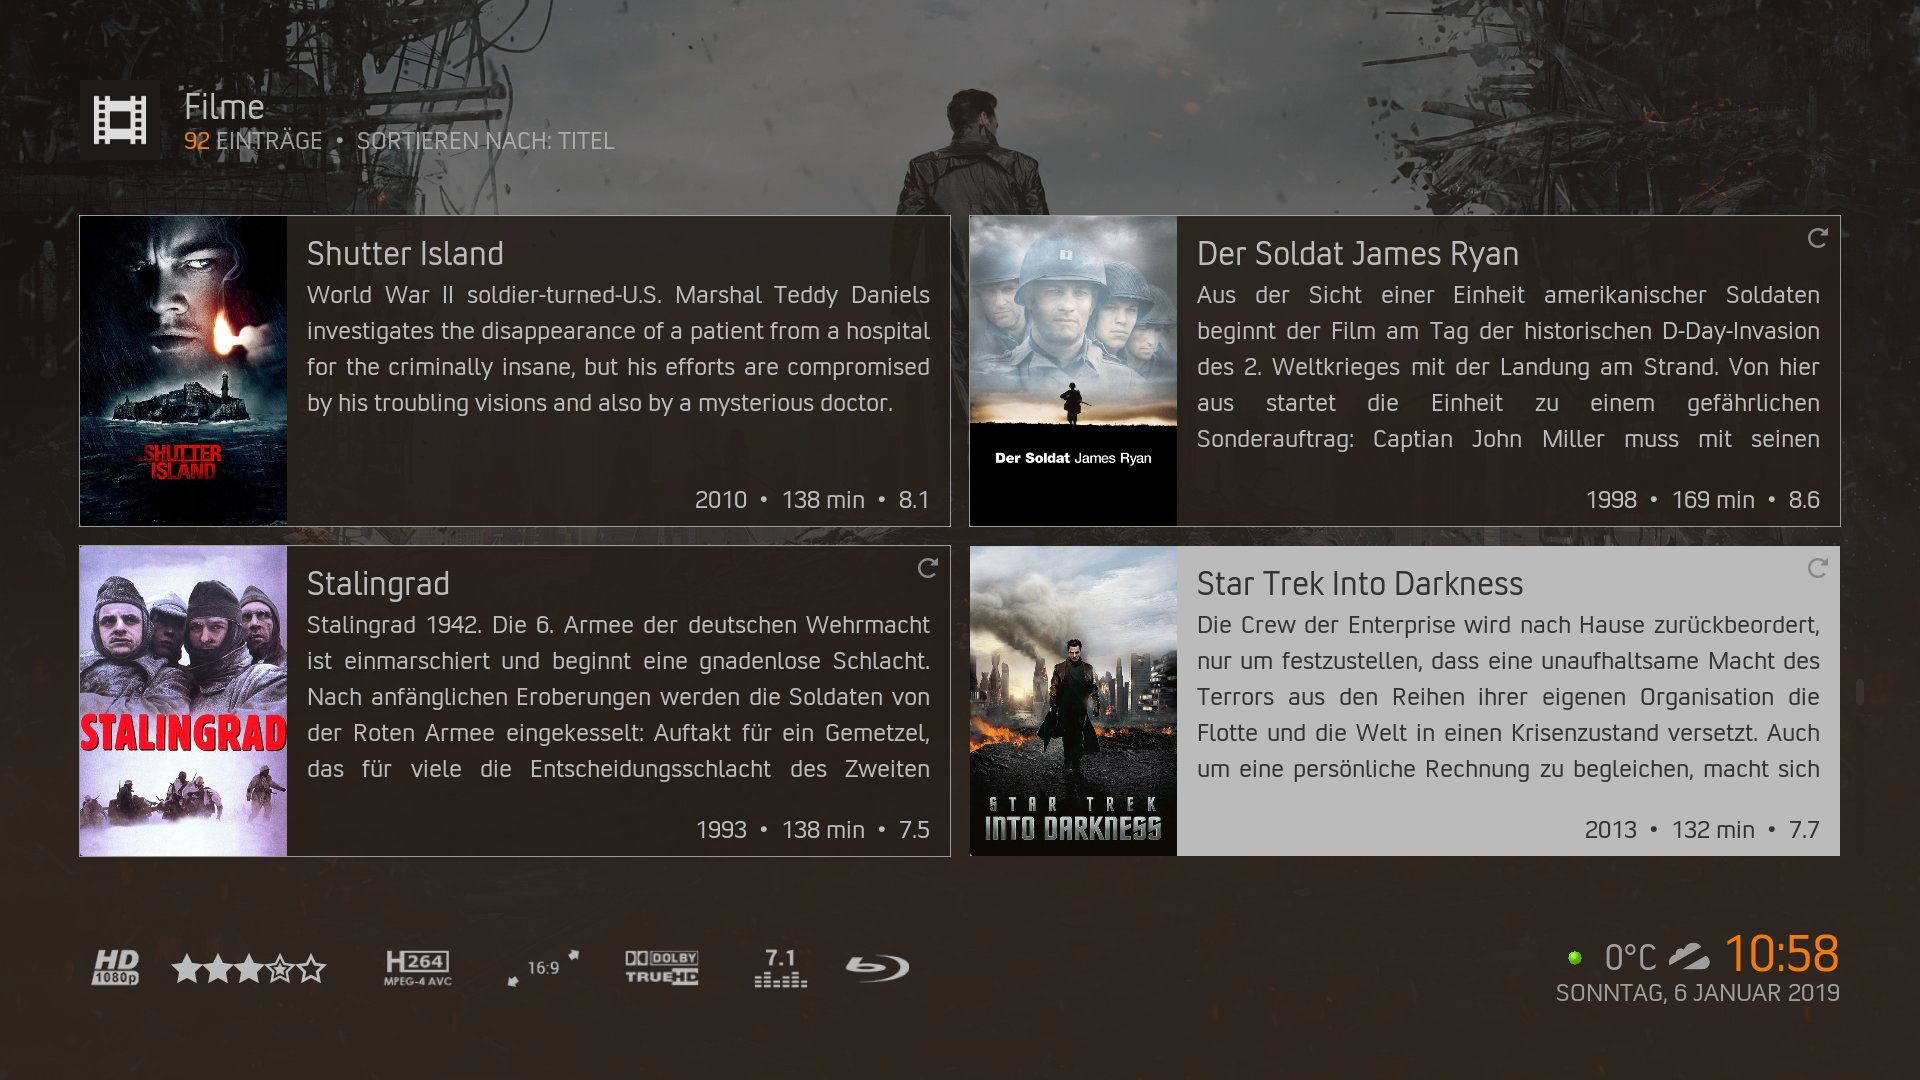 Filme
92 EINTRÄGE • SORTIEREN NACH: TITEL
SHUTTER
ISLAND
Shutter Island
World War II soldier-turned-U.S. Marshal Teddy Daniels
investigates the disappearance of a patient from a hospital
for the criminally insane, but his efforts are compromised
by his troubling visions and also by a mysterious doctor.
2010 • 138 min • 8.1
Der Soldat James Ryan
Der Soldat James Ryan
Aus der Sicht einer Einheit amerikanischer Soldaten
beginnt der Film am Tag der historischen D-Day-Invasion
des 2. Weltkrieges mit der Landung am Strand. Von hier
aus startet die Einheit zu einem gefährlichen
Sonderauftrag: Captian John Miller muss mit seinen
1998 • 169 min • 8.6
STALINGRAD
Stalingrad
Stalingrad 1942. Die 6. Armee der deutschen Wehrmacht
ist einmarschiert und beginnt eine gnadenlose Schlacht.
Nach anfänglichen Eroberungen werden die Soldaten von
der Roten Armee eingekesselt: Auftakt für ein Gemetzel,
das für viele die Entscheidungsschlacht des Zweiten
1993 • 138 min • 7.5
STAR TREK
INTO DARKNESS
Star Trek Into Darkness
Die Crew der Enterprise wird nach Hause zurückbeordert,
nur um festzustellen, dass eine unaufhaltsame Macht des
Terrors aus den Reihen ihrer eigenen Organisation die
Flotte und die Welt in einen Krisenzustand versetzt. Auch
um eine persönliche Rechnung zu begleichen, macht sich
2013 • 132 min • 7.7
HD
1080p
H264
MPEG-4 AVC
16:9
DOLBY
TRUEHD
7.1
0°C
10:58
SONNTAG, 6 JANUAR 2019